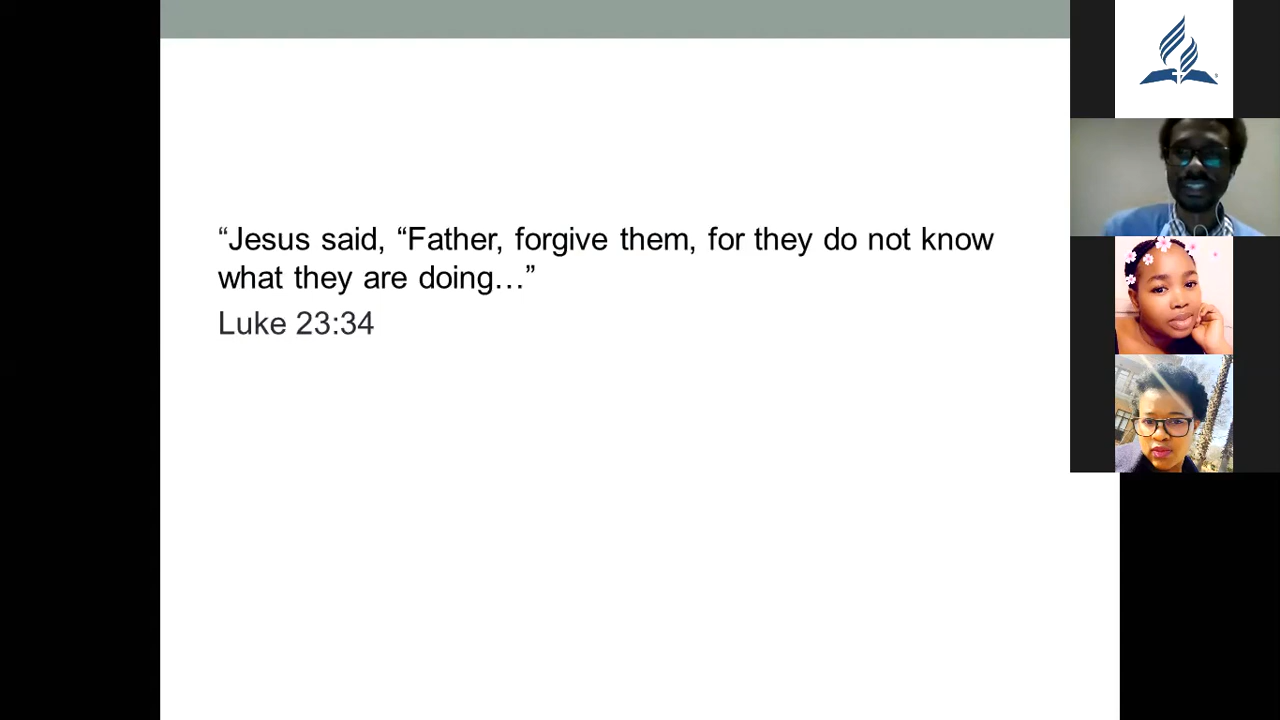 “Jesus said, “Father, forgive them, for they do not know
what they are doing…”
Luke 23:34